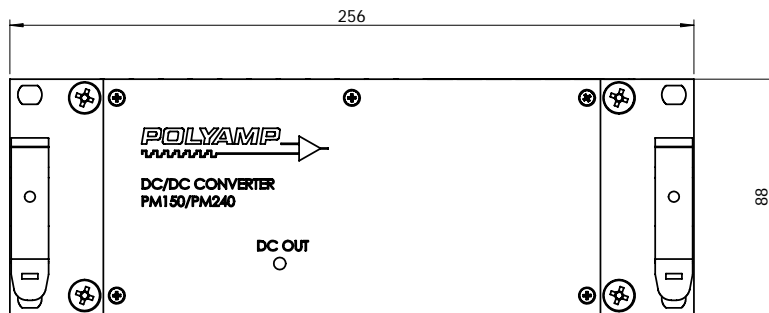 256
POLYAMP
DC/DC CONVERTER
PM150/PM240
88
DC OUT